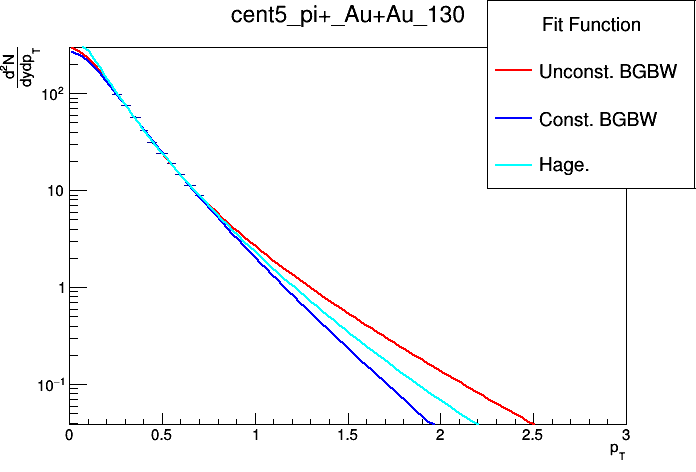 cent5_pi+_Au+Au_130
Fit Function
Unconst. BGBW
Const. BGBW
Hage.
d²N
dydp_T
10²
10
1
10⁻¹
0 0.5 1 1.5 2 2.5 3
p_T